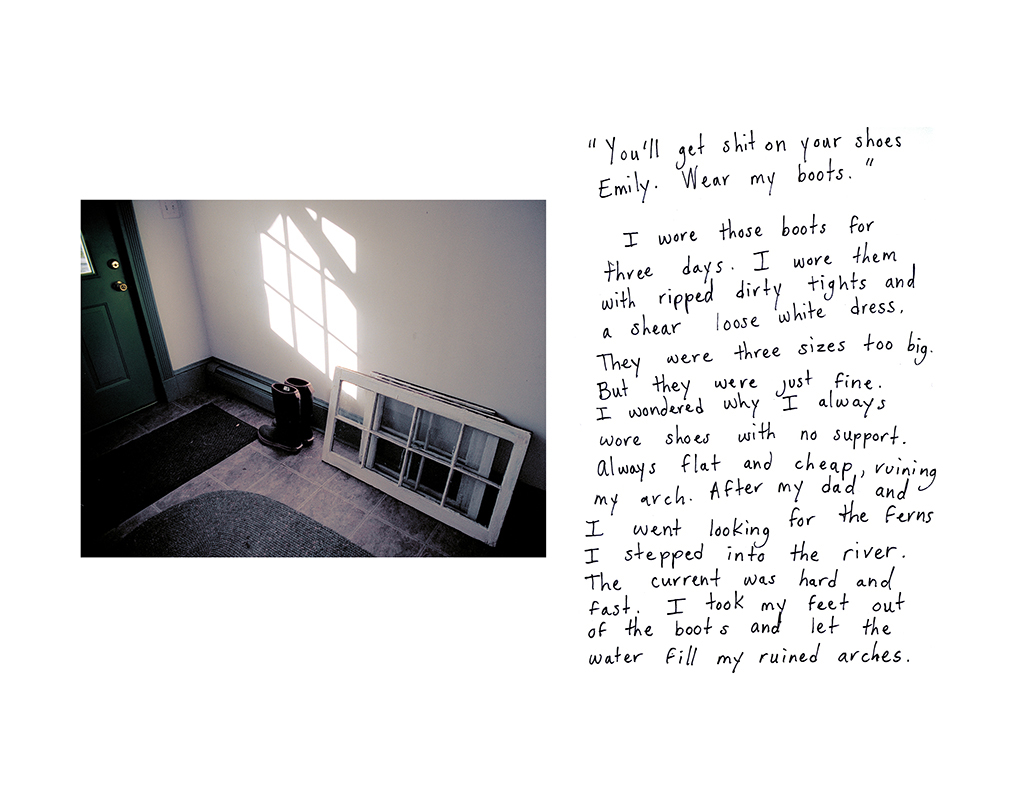 "You'll get shit on your shoes
Emily. Wear my boots."
I wore those boots for
three days. I wore them
with ripped dirty tights and
a shear loose white dress.
They were three sizes too big.
But they were just fine.
I wondered why I always
wore shoes with no support.
Always flat and cheap, ruining
my arch. After my dad and
I went looking for the ferns
I stepped into the river.
The current was hard and
fast. I took my feet out
of the boots and let the
water fill my ruined arches.